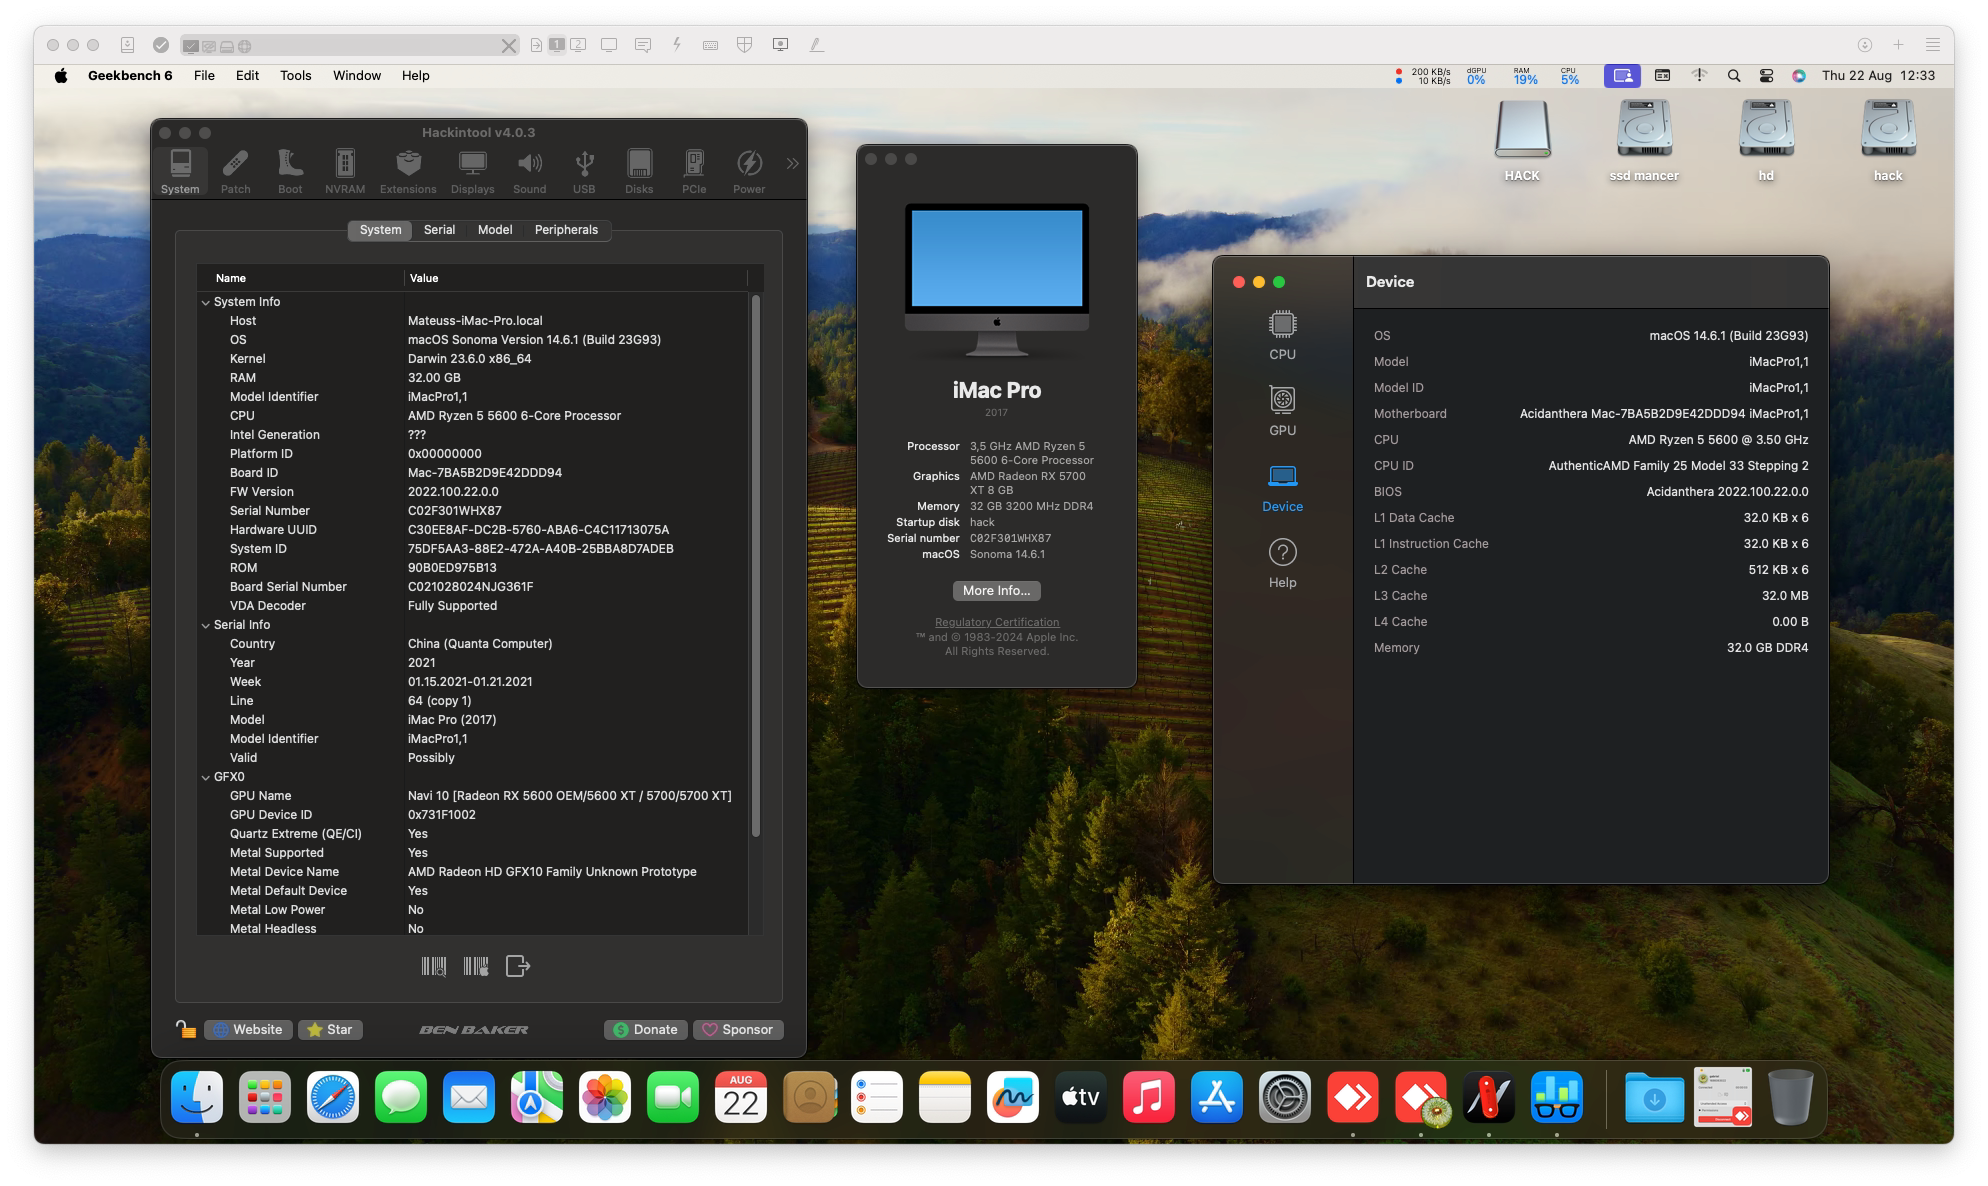 1 2
Geekbench 6 File Edit Tools Window Help
200 KB/s 10 KB/s dGPU 0% RAM 19% CPU 5% Thu 22 Aug 12:33
HACK ssd mancer hd hack
Hackintool v4.0.3
System Patch Boot NVRAM Extensions Displays Sound USB Disks PCIe Power
System Serial Model Peripherals
Name Value
System Info
Host Mateuss-iMac-Pro.local
OS macOS Sonoma Version 14.6.1 (Build 23G93)
Kernel Darwin 23.6.0 x86_64
RAM 32.00 GB
Model Identifier iMacPro1,1
CPU AMD Ryzen 5 5600 6-Core Processor
Intel Generation ???
Platform ID 0x00000000
Board ID Mac-7BA5B2D9E42DDD94
FW Version 2022.100.22.0.0
Serial Number C02F301WHX87
Hardware UUID C30EE8AF-DC2B-5760-ABA6-C4C11713075A
System ID 75DF5AA3-88E2-472A-A40B-25BBA8D7ADEB
ROM 90B0ED975B13
Board Serial Number C021028024NJG361F
VDA Decoder Fully Supported
Serial Info
Country China (Quanta Computer)
Year 2021
Week 01.15.2021-01.21.2021
Line 64 (copy 1)
Model iMac Pro (2017)
Model Identifier iMacPro1,1
Valid Possibly
GFX0
GPU Name Navi 10 [Radeon RX 5600 OEM/5600 XT / 5700/5700 XT]
GPU Device ID 0x731F1002
Quartz Extreme (QE/CI) Yes
Metal Supported Yes
Metal Device Name AMD Radeon HD GFX10 Family Unknown Prototype
Metal Default Device Yes
Metal Low Power No
Metal Headless No
Website Star BEN BAKER Donate Sponsor
iMac Pro
2017
Processor 3,5 GHz AMD Ryzen 5
5600 6-Core Processor
Graphics AMD Radeon RX 5700
XT 8 GB
Memory 32 GB 3200 MHz DDR4
Startup disk hack
Serial number C02F301WHX87
macOS Sonoma 14.6.1
More Info...
Regulatory Certification
™ and © 1983-2024 Apple Inc.
All Rights Reserved.
CPU
GPU
Device
Help
Device
OS macOS 14.6.1 (Build 23G93)
Model iMacPro1,1
Model ID iMacPro1,1
Motherboard Acidanthera Mac-7BA5B2D9E42DDD94 iMacPro1,1
CPU AMD Ryzen 5 5600 @ 3.50 GHz
CPU ID AuthenticAMD Family 25 Model 33 Stepping 2
BIOS Acidanthera 2022.100.22.0.0
L1 Data Cache 32.0 KB x 6
L1 Instruction Cache 32.0 KB x 6
L2 Cache 512 KB x 6
L3 Cache 32.0 MB
L4 Cache 0.00 B
Memory 32.0 GB DDR4
AUG
22
tv